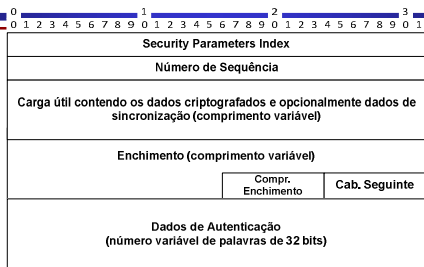 0 1 2 3
0 1 2 3 4 5 6 7 8 9 0 1 2 3 4 5 6 7 8 9 0 1 2 3 4 5 6 7 8 9 0 1
Security Parameters Index
Número de Sequência
Carga útil contendo os dados criptografados e opcionalmente dados de
sincronização (comprimento variável)
Enchimento (comprimento variável)
Compr.
Enchimento
Cab. Seguinte
Dados de Autenticação
(número variável de palavras de 32 bits)